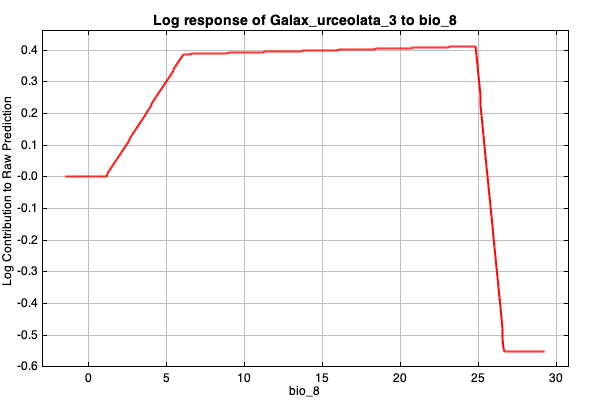 Log response of Galax_urceolata_3 to bio_8
Log Contribution to Raw Prediction
0.4
0.3
0.2
0.1
-0.0
-0.1
-0.2
-0.3
-0.4
-0.5
-0.6
0 5 10 15 20 25 30
bio_8